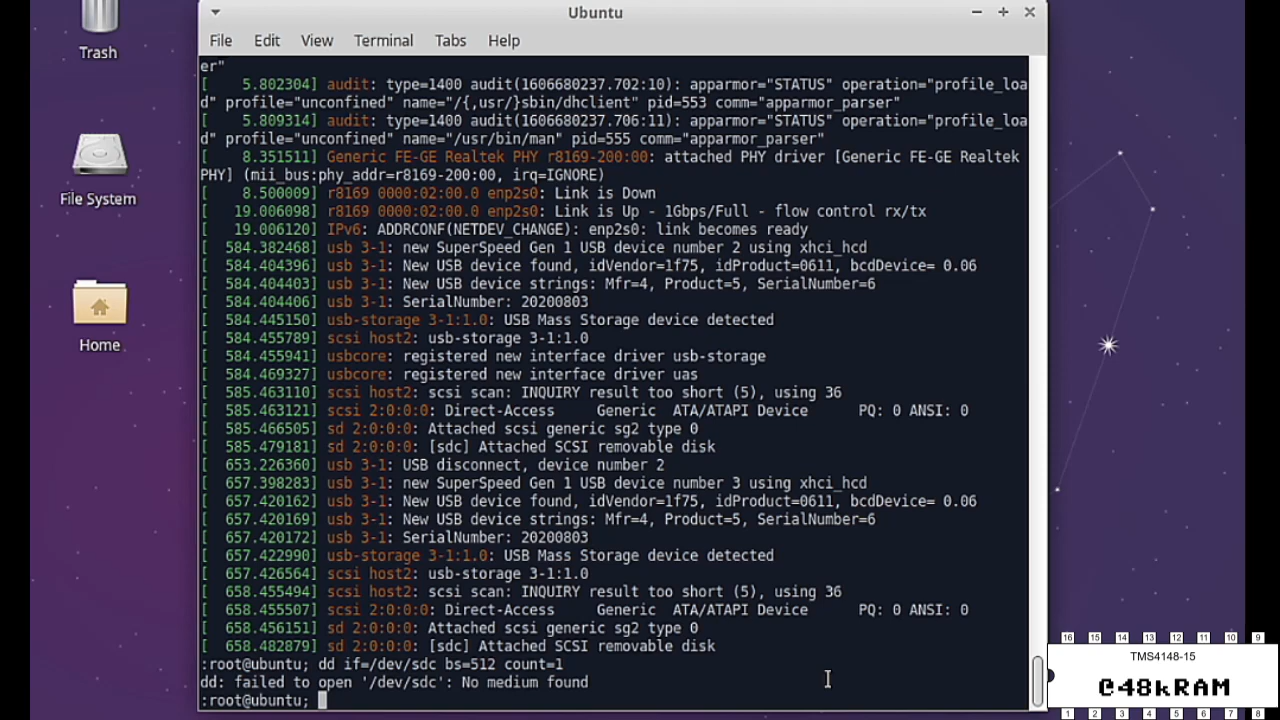 Trash
File System
Home
Ubuntu
File Edit View Terminal Tabs Help
er"
[    5.802304] audit: type=1400 audit(1606680237.702:10): apparmor="STATUS" operation="profile_loa
d" profile="unconfined" name="/{,usr/}sbin/dhclient" pid=553 comm="apparmor_parser"
[    5.809314] audit: type=1400 audit(1606680237.706:11): apparmor="STATUS" operation="profile_loa
d" profile="unconfined" name="/usr/bin/man" pid=555 comm="apparmor_parser"
[    8.351511] Generic FE-GE Realtek PHY r8169-200:00: attached PHY driver [Generic FE-GE Realtek
PHY] (mii_bus:phy_addr=r8169-200:00, irq=IGNORE)
[    8.500009] r8169 0000:02:00.0 enp2s0: Link is Down
[   19.006098] r8169 0000:02:00.0 enp2s0: Link is Up - 1Gbps/Full - flow control rx/tx
[   19.006120] IPv6: ADDRCONF(NETDEV_CHANGE): enp2s0: link becomes ready
[  584.382468] usb 3-1: new SuperSpeed Gen 1 USB device number 2 using xhci_hcd
[  584.404396] usb 3-1: New USB device found, idVendor=1f75, idProduct=0611, bcdDevice= 0.06
[  584.404403] usb 3-1: New USB device strings: Mfr=4, Product=5, SerialNumber=6
[  584.404406] usb 3-1: SerialNumber: 20200803
[  584.445150] usb-storage 3-1:1.0: USB Mass Storage device detected
[  584.455789] scsi host2: usb-storage 3-1:1.0
[  584.455941] usbcore: registered new interface driver usb-storage
[  584.469327] usbcore: registered new interface driver uas
[  585.463110] scsi host2: scsi scan: INQUIRY result too short (5), using 36
[  585.463121] scsi 2:0:0:0: Direct-Access     Generic  ATA/ATAPI Device      PQ: 0 ANSI: 0
[  585.466505] sd 2:0:0:0: Attached scsi generic sg2 type 0
[  585.479181] sd 2:0:0:0: [sdc] Attached SCSI removable disk
[  653.226360] usb 3-1: USB disconnect, device number 2
[  657.398283] usb 3-1: new SuperSpeed Gen 1 USB device number 3 using xhci_hcd
[  657.420162] usb 3-1: New USB device found, idVendor=1f75, idProduct=0611, bcdDevice= 0.06
[  657.420169] usb 3-1: New USB device strings: Mfr=4, Product=5, SerialNumber=6
[  657.420172] usb 3-1: SerialNumber: 20200803
[  657.422990] usb-storage 3-1:1.0: USB Mass Storage device detected
[  657.426564] scsi host2: usb-storage 3-1:1.0
[  658.455494] scsi host2: scsi scan: INQUIRY result too short (5), using 36
[  658.455507] scsi 2:0:0:0: Direct-Access     Generic  ATA/ATAPI Device      PQ: 0 ANSI: 0
[  658.456151] sd 2:0:0:0: Attached scsi generic sg2 type 0
[  658.482879] sd 2:0:0:0: [sdc] Attached SCSI removable disk
:root@ubuntu; dd if=/dev/sdc bs=512 count=1
dd: failed to open '/dev/sdc': No medium found
:root@ubuntu;
16 15 14 13 12 11 10 9
TMS4148-15
@48kRAM
1 2 3 4 5 6 7 8